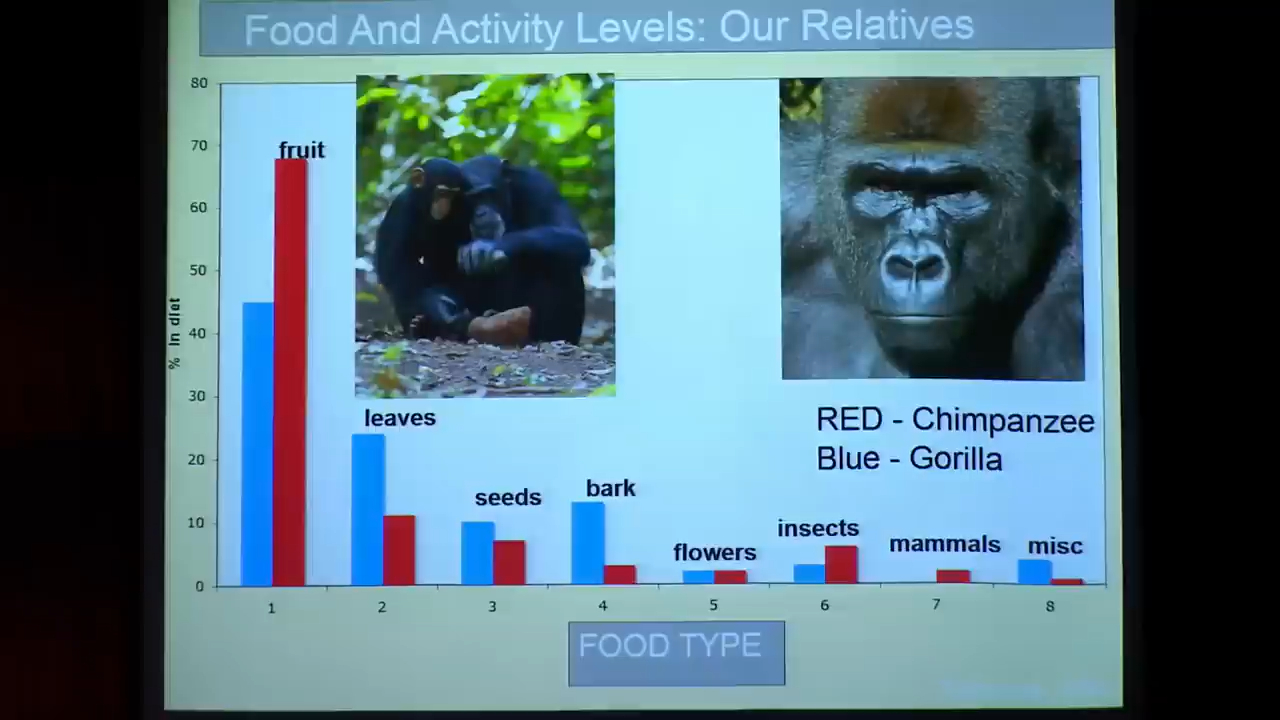 Food And Activity Levels: Our Relatives
80
70
60
50
40
30
20
10
0
% in diet
fruit
leaves
seeds
bark
flowers
insects
mammals
misc
RED - Chimpanzee
Blue - Gorilla
1 2 3 4 5 6 7 8
FOOD TYPE